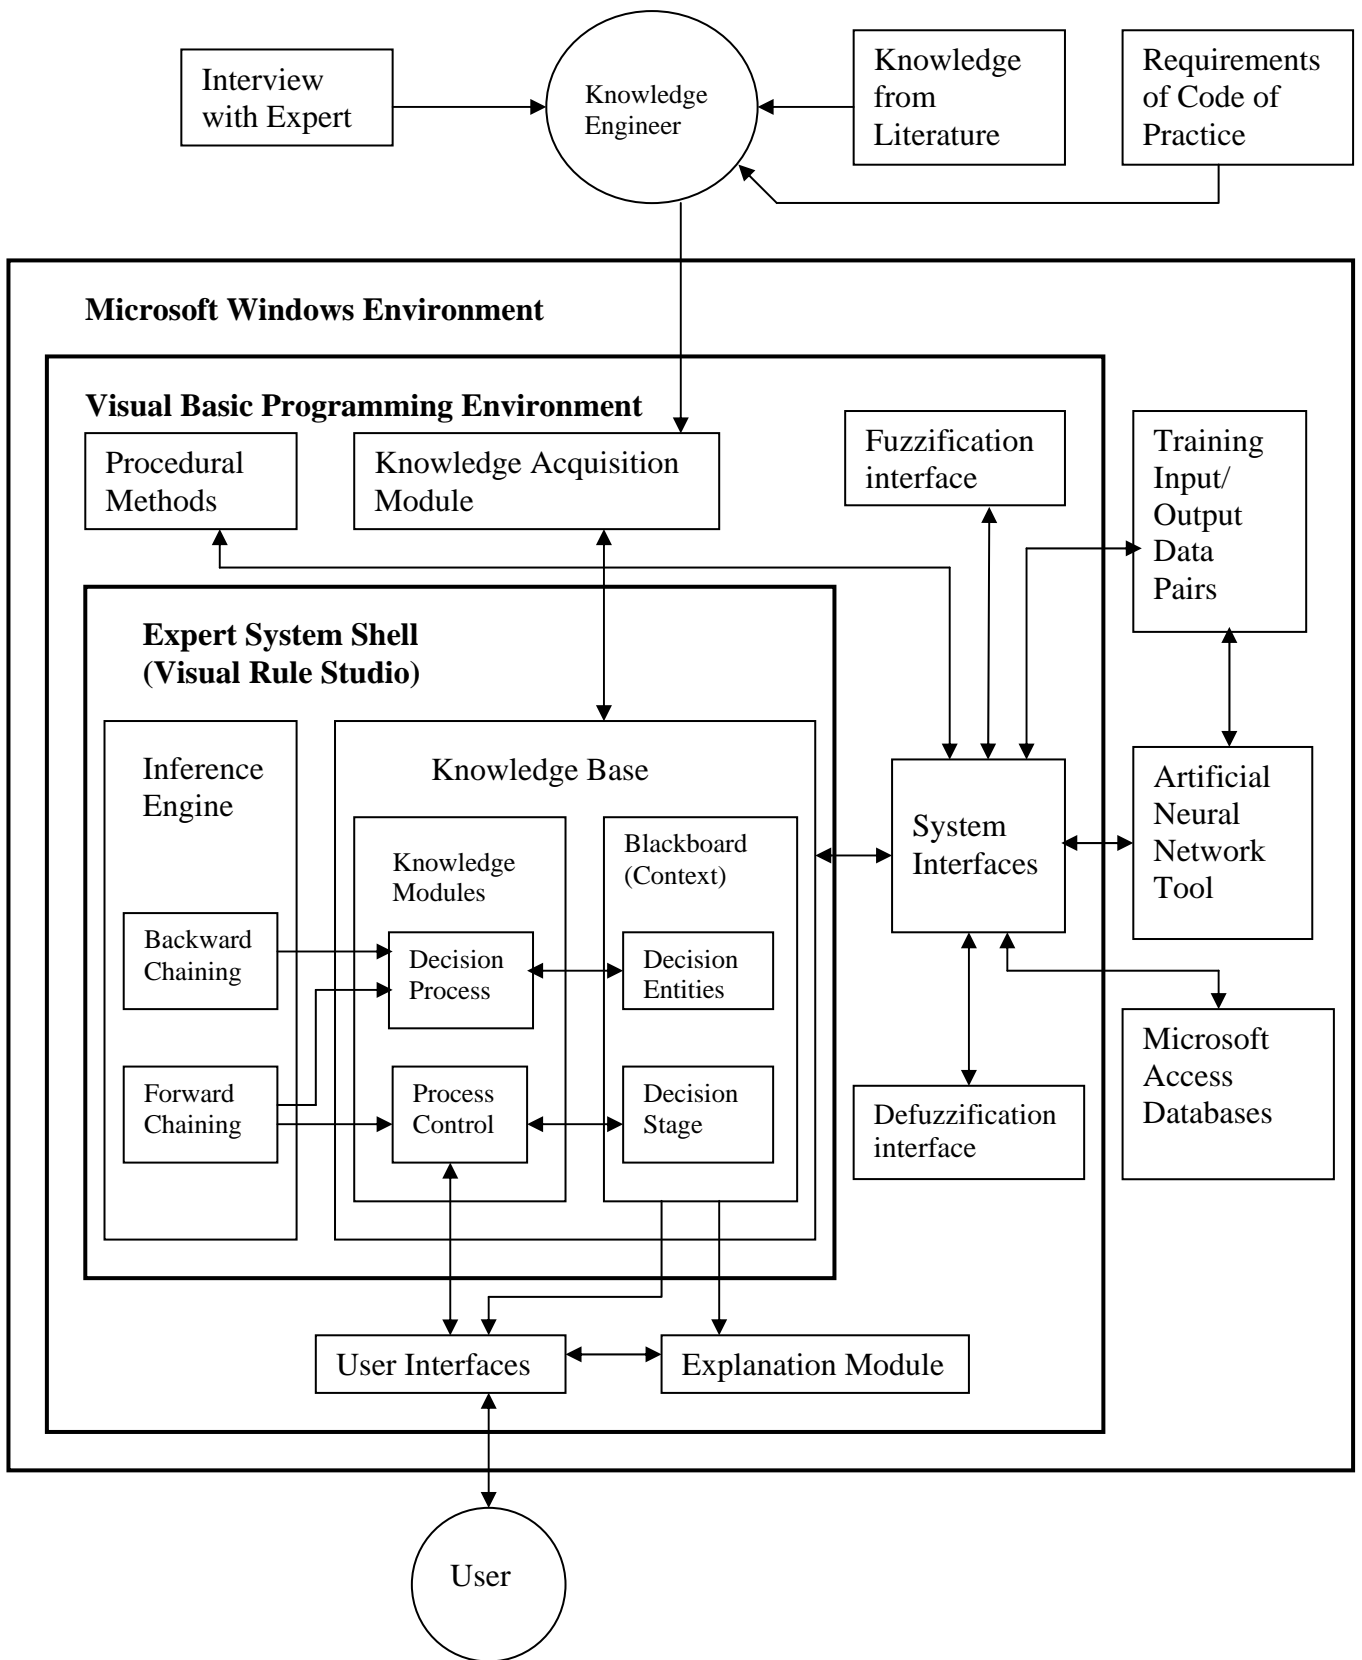 Interview
with Expert
Knowledge
Engineer
Knowledge
from
Literature
Requirements
of Code of
Practice
Microsoft Windows Environment
Visual Basic Programming Environment
Procedural
Methods
Knowledge Acquisition
Module
Fuzzification
interface
Training
Input/
Output
Data
Pairs
Expert System Shell
(Visual Rule Studio)
Inference
Engine
Knowledge Base
Knowledge
Modules
Blackboard
(Context)
System
Interfaces
Artificial
Neural
Network
Tool
Backward
Chaining
Decision
Process
Decision
Entities
Forward
Chaining
Process
Control
Decision
Stage
Defuzzification
interface
Microsoft
Access
Databases
User Interfaces
Explanation Module
User